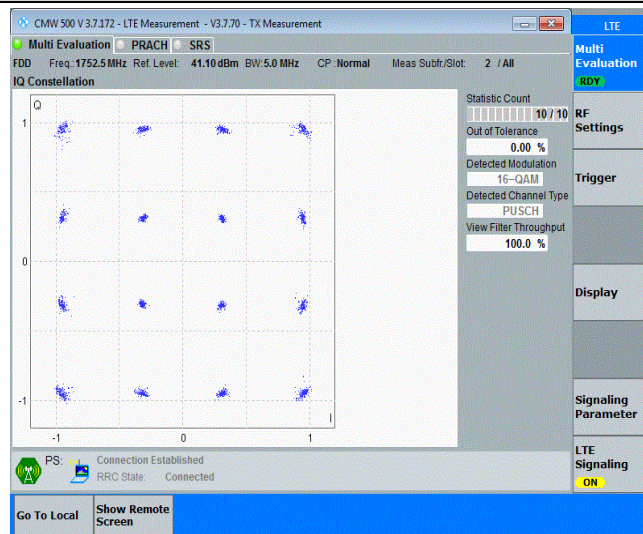 CMW 500 V 3.7.172 - LTE Measurement - V3.7.70 - TX Measurement
LTE
Multi Evaluation PRACH SRS
Multi
Evaluation
RDY
FDD Freq.: 1752.5 MHz Ref. Level: 41.10 dBm BW: 5.0 MHz CP : Normal Meas Subfr./Slot: 2 / All
IQ Constellation
Q
1
0
-1
-1 0 1
I
Statistic Count
10 / 10
Out of Tolerance
0.00 %
Detected Modulation
16-QAM
Detected Channel Type
PUSCH
View Filter Throughput
100.0 %
RF
Settings
Trigger
Display
Signaling
Parameter
LTE
Signaling
ON
PS: Connection Established
RRC State: Connected
Go To Local
Show Remote
Screen